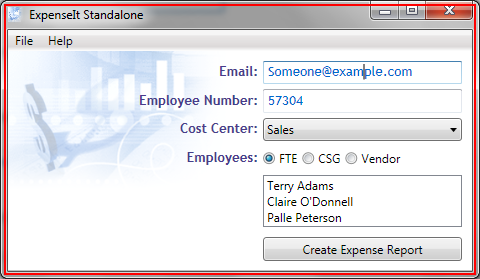 ExpenseIt Standalone
File Help
Email: Someone@example.com
Employee Number: 57304
Cost Center: Sales
Employees: FTE CSG Vendor
Terry Adams
Claire O'Donnell
Palle Peterson
Create Expense Report